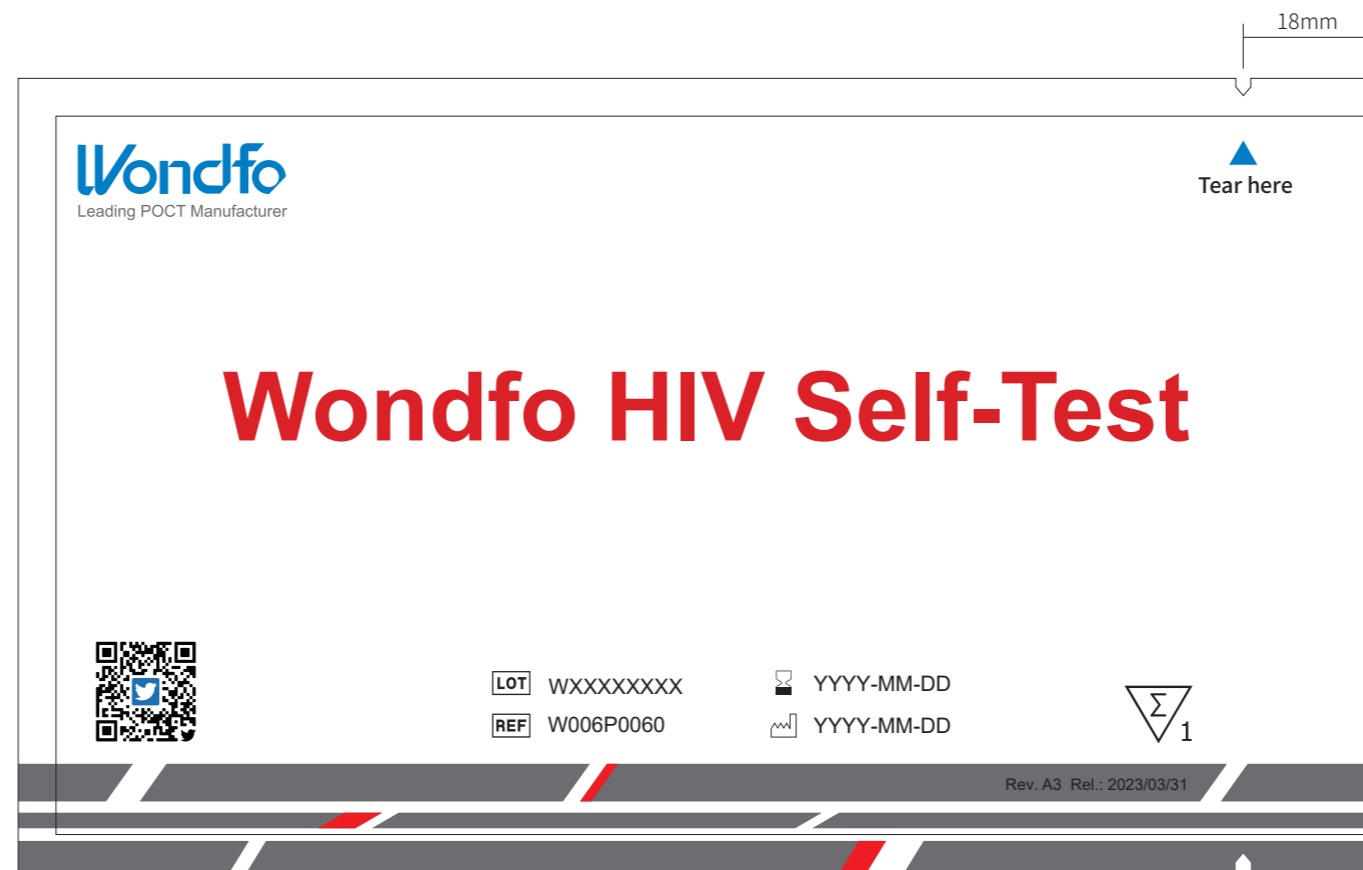 18mm
Wondfo
Leading POCT Manufacturer
Tear here
Wondfo HIV Self-Test
LOT WXXXXXXXX
YYYY-MM-DD
REF W006P0060
YYYY-MM-DD
Σ
1
Rev. A3 Rel.: 2023/03/31